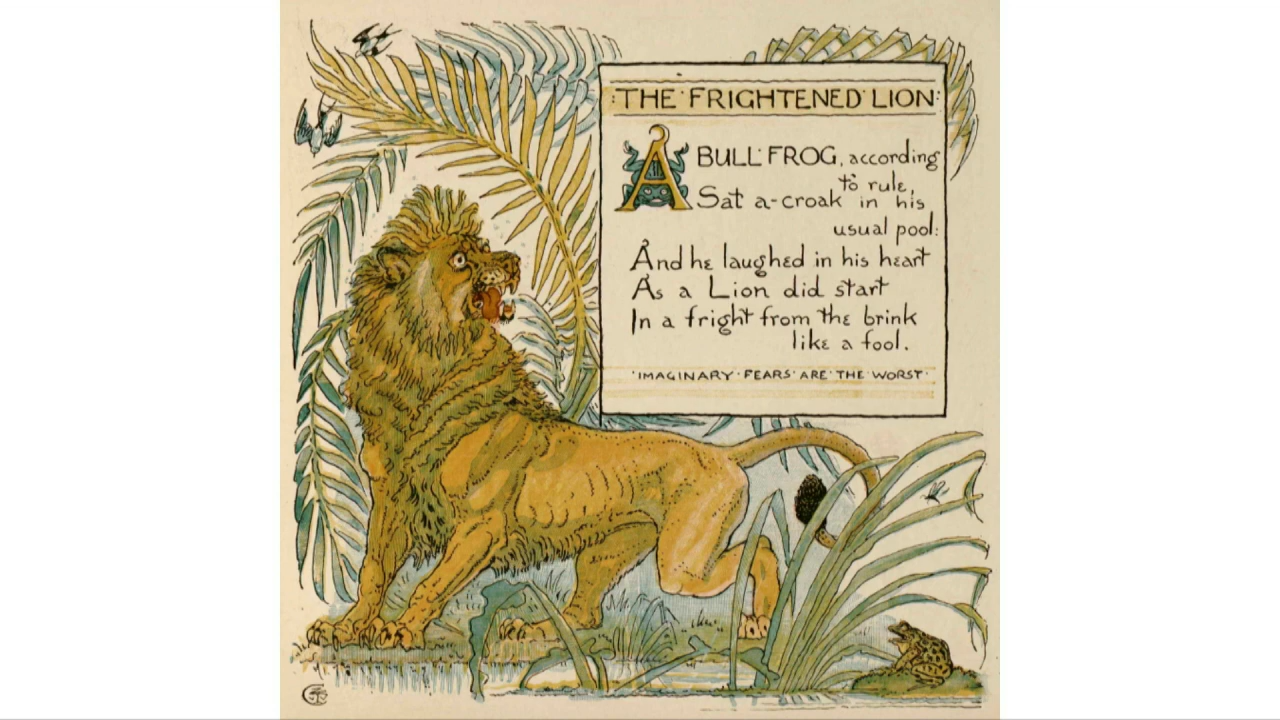 THE FRIGHTENED LION
A BULL FROG, according
to rule,
Sat a-croak in his
usual pool:
And he laughed in his heart
As a Lion did start
In a fright from the brink
like a fool.
IMAGINARY · FEARS · ARE · THE · WORST ·